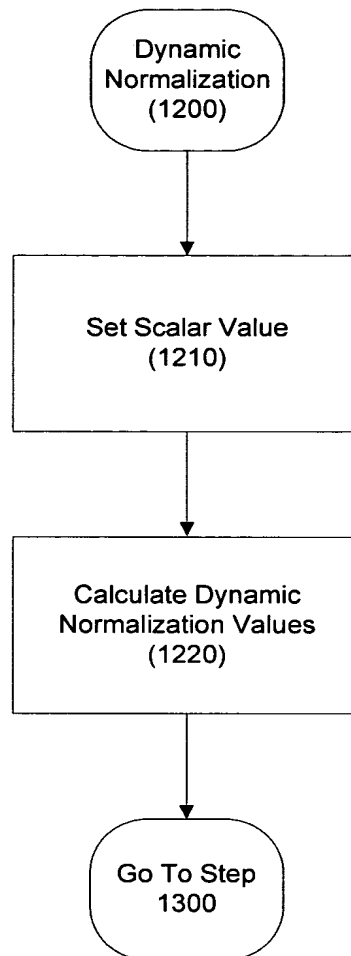 Dynamic
Normalization
(1200)
Set Scalar Value
(1210)
Calculate Dynamic
Normalization Values
(1220)
Go To Step
1300